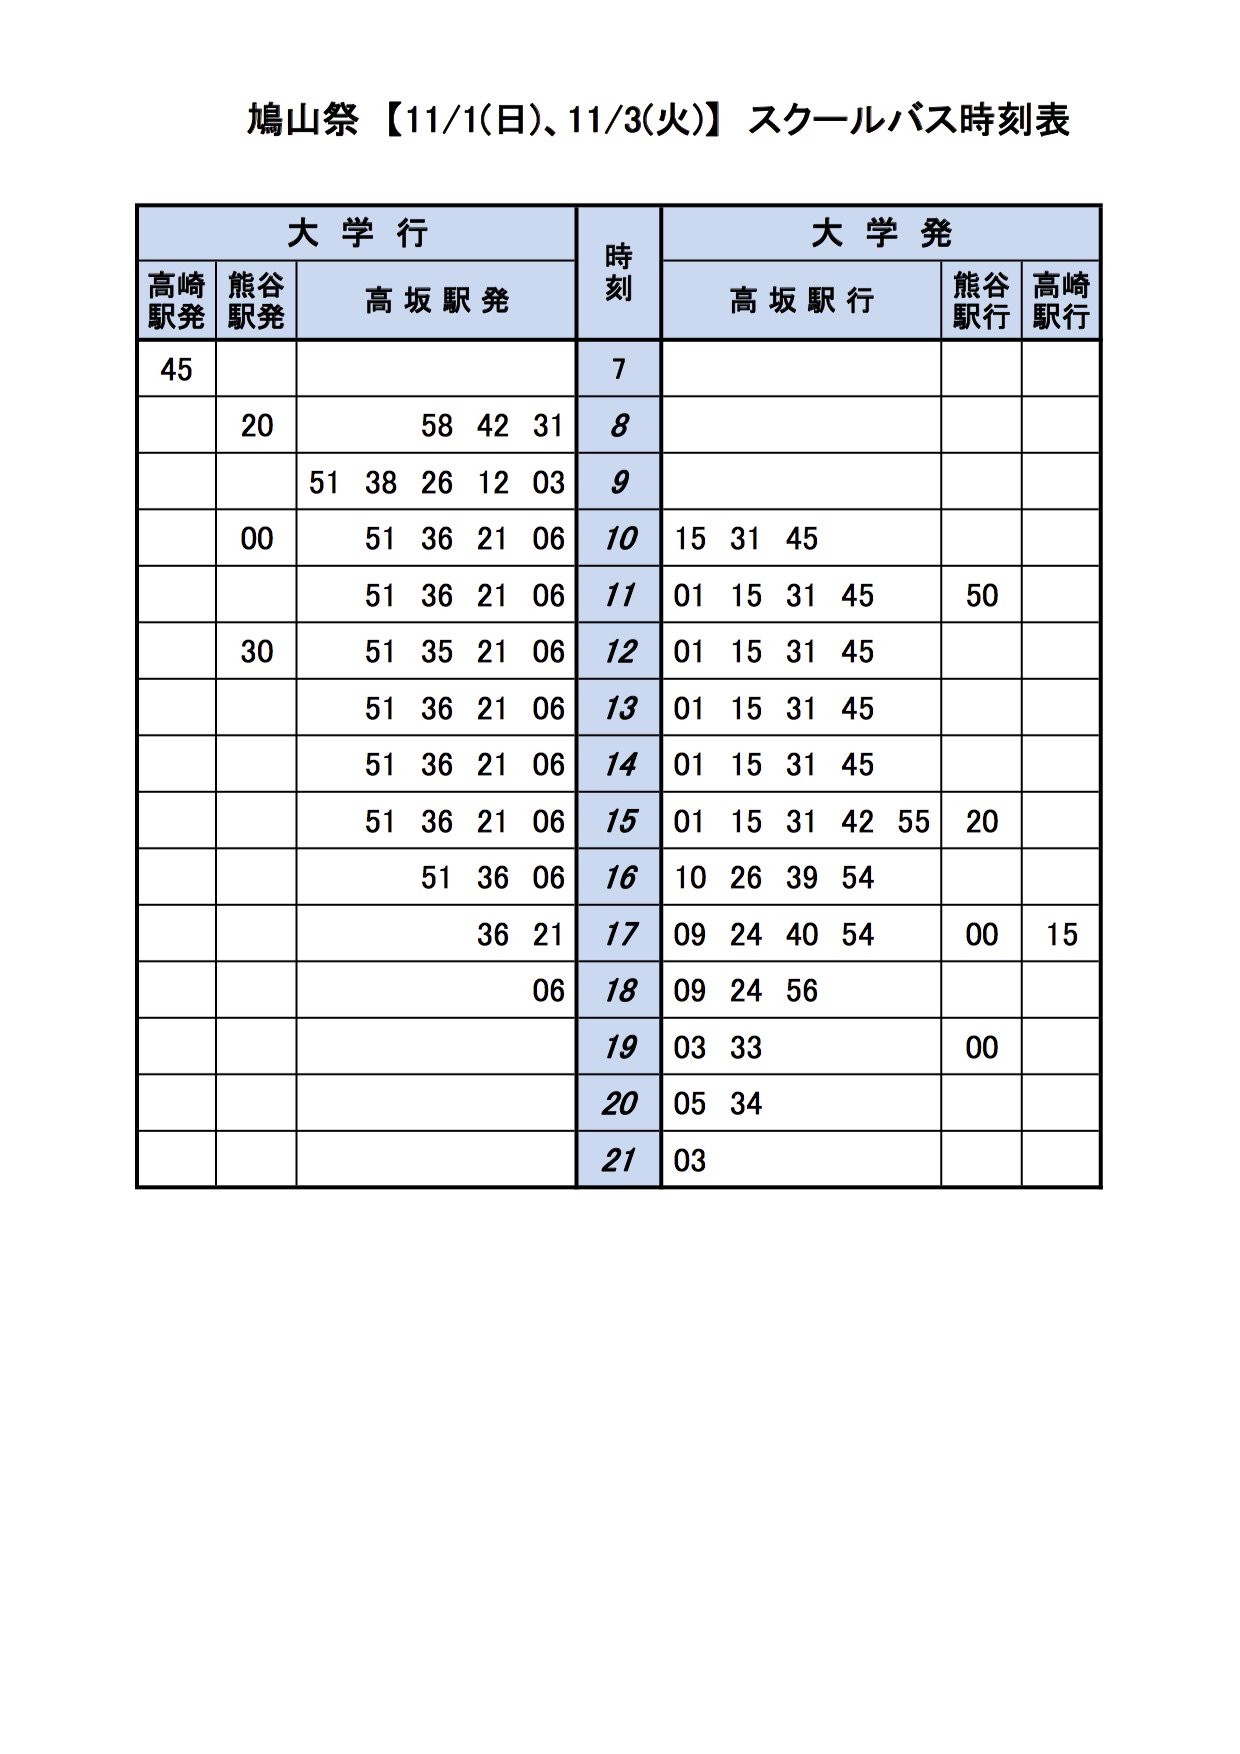 鳩山祭 【11/1(日)、11/3(火)】 スクールバス時刻表
大学行 時刻 大学発
高崎駅発 熊谷駅発 高坂駅発 高坂駅行 熊谷駅行 高崎駅行
45 7
20 58 42 31 8
51 38 26 12 03 9
00 51 36 21 06 10 15 31 45
51 36 21 06 11 01 15 31 45 50
30 51 35 21 06 12 01 15 31 45
51 36 21 06 13 01 15 31 45
51 36 21 06 14 01 15 31 45
51 36 21 06 15 01 15 31 42 55 20
51 36 06 16 10 26 39 54
36 21 17 09 24 40 54 00 15
06 18 09 24 56
19 03 33 00
20 05 34
21 03